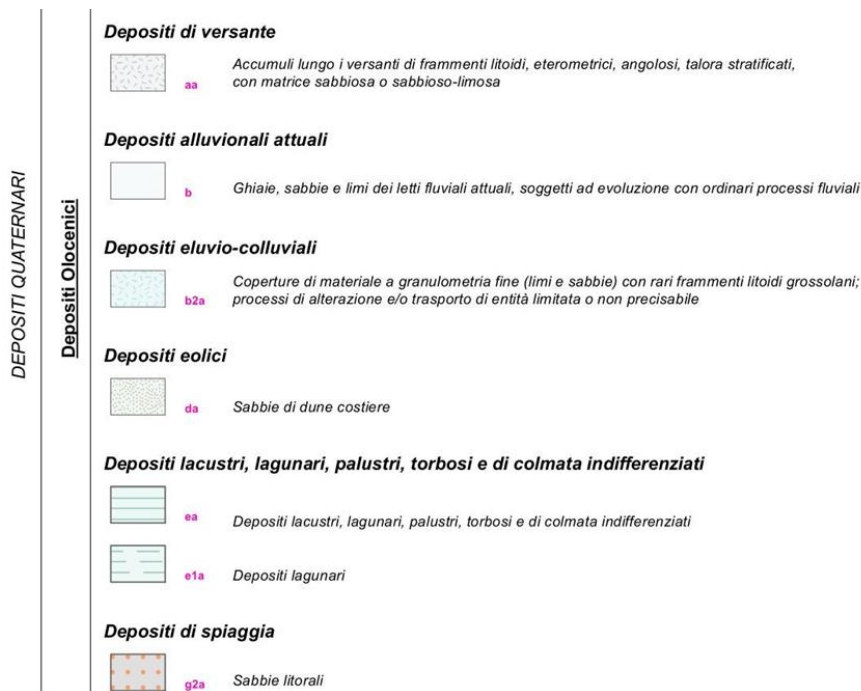 DEPOSITI QUATERNARI
Depositi Olocenici
Depositi di versante
aa
Accumuli lungo i versanti di frammenti litoidi, eterometrici, angolosi, talora stratificati,
con matrice sabbiosa o sabbioso-limosa
Depositi alluvionali attuali
b
Ghiaie, sabbie e limi dei letti fluviali attuali, soggetti ad evoluzione con ordinari processi fluviali
Depositi eluvio-colluviali
b2a
Coperture di materiale a granulometria fine (limi e sabbie) con rari frammenti litoidi grossolani;
processi di alterazione e/o trasporto di entità limitata o non precisabile
Depositi eolici
da
Sabbie di dune costiere
Depositi lacustri, lagunari, palustri, torbosi e di colmata indifferenziati
ea
Depositi lacustri, lagunari, palustri, torbosi e di colmata indifferenziati
e1a
Depositi lagunari
Depositi di spiaggia
g2a
Sabbie litorali